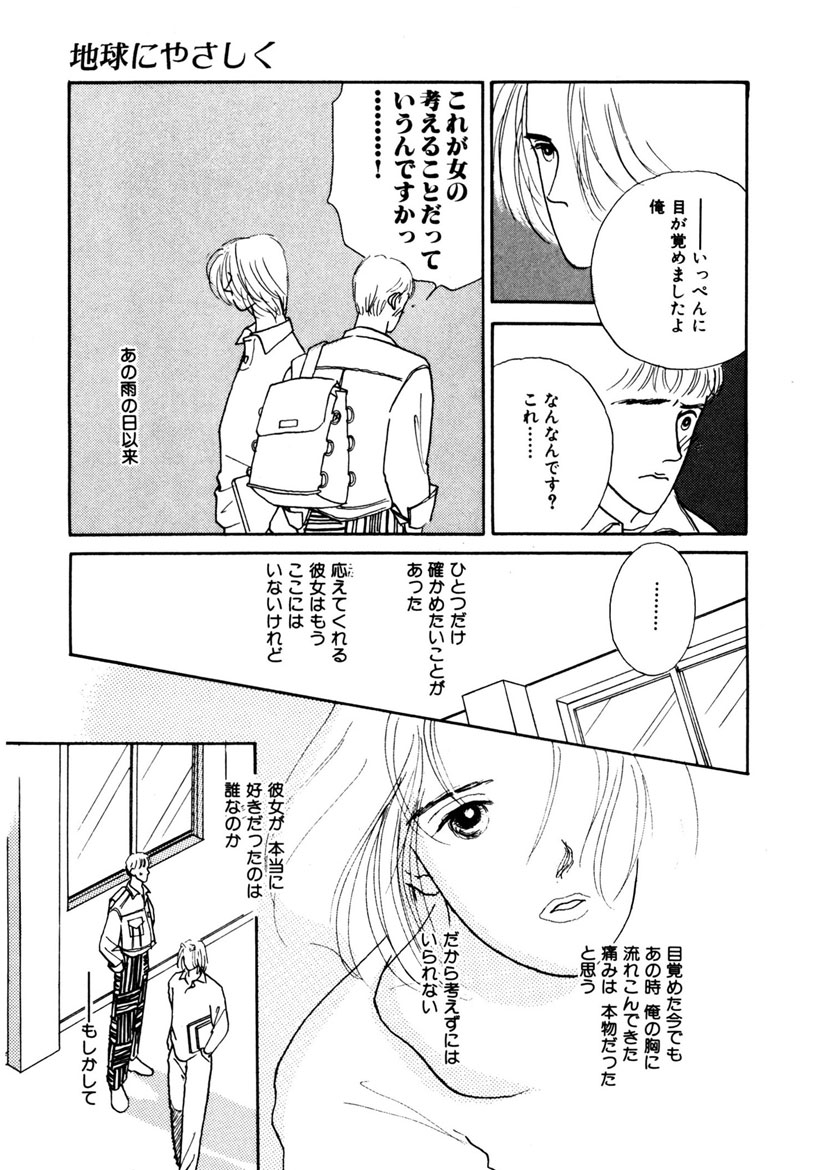 地球にやさしく
――いっぺんに
目が覚めましたよ
俺
なんなんです?
これ……
これが女の
考えることだって
いうんですかっ
………!
あの雨の日以来
………
ひとつだけ
確かめたいことが
あった
応えてくれる
彼女はもう
ここには
いないけれど
目覚めた今でも
あの時 俺の胸に
流れこんできた
痛みは 本物だった
と思う
だから考えずには
いられない
彼女が 本当に
好きだったのは
誰なのか
――もしかして